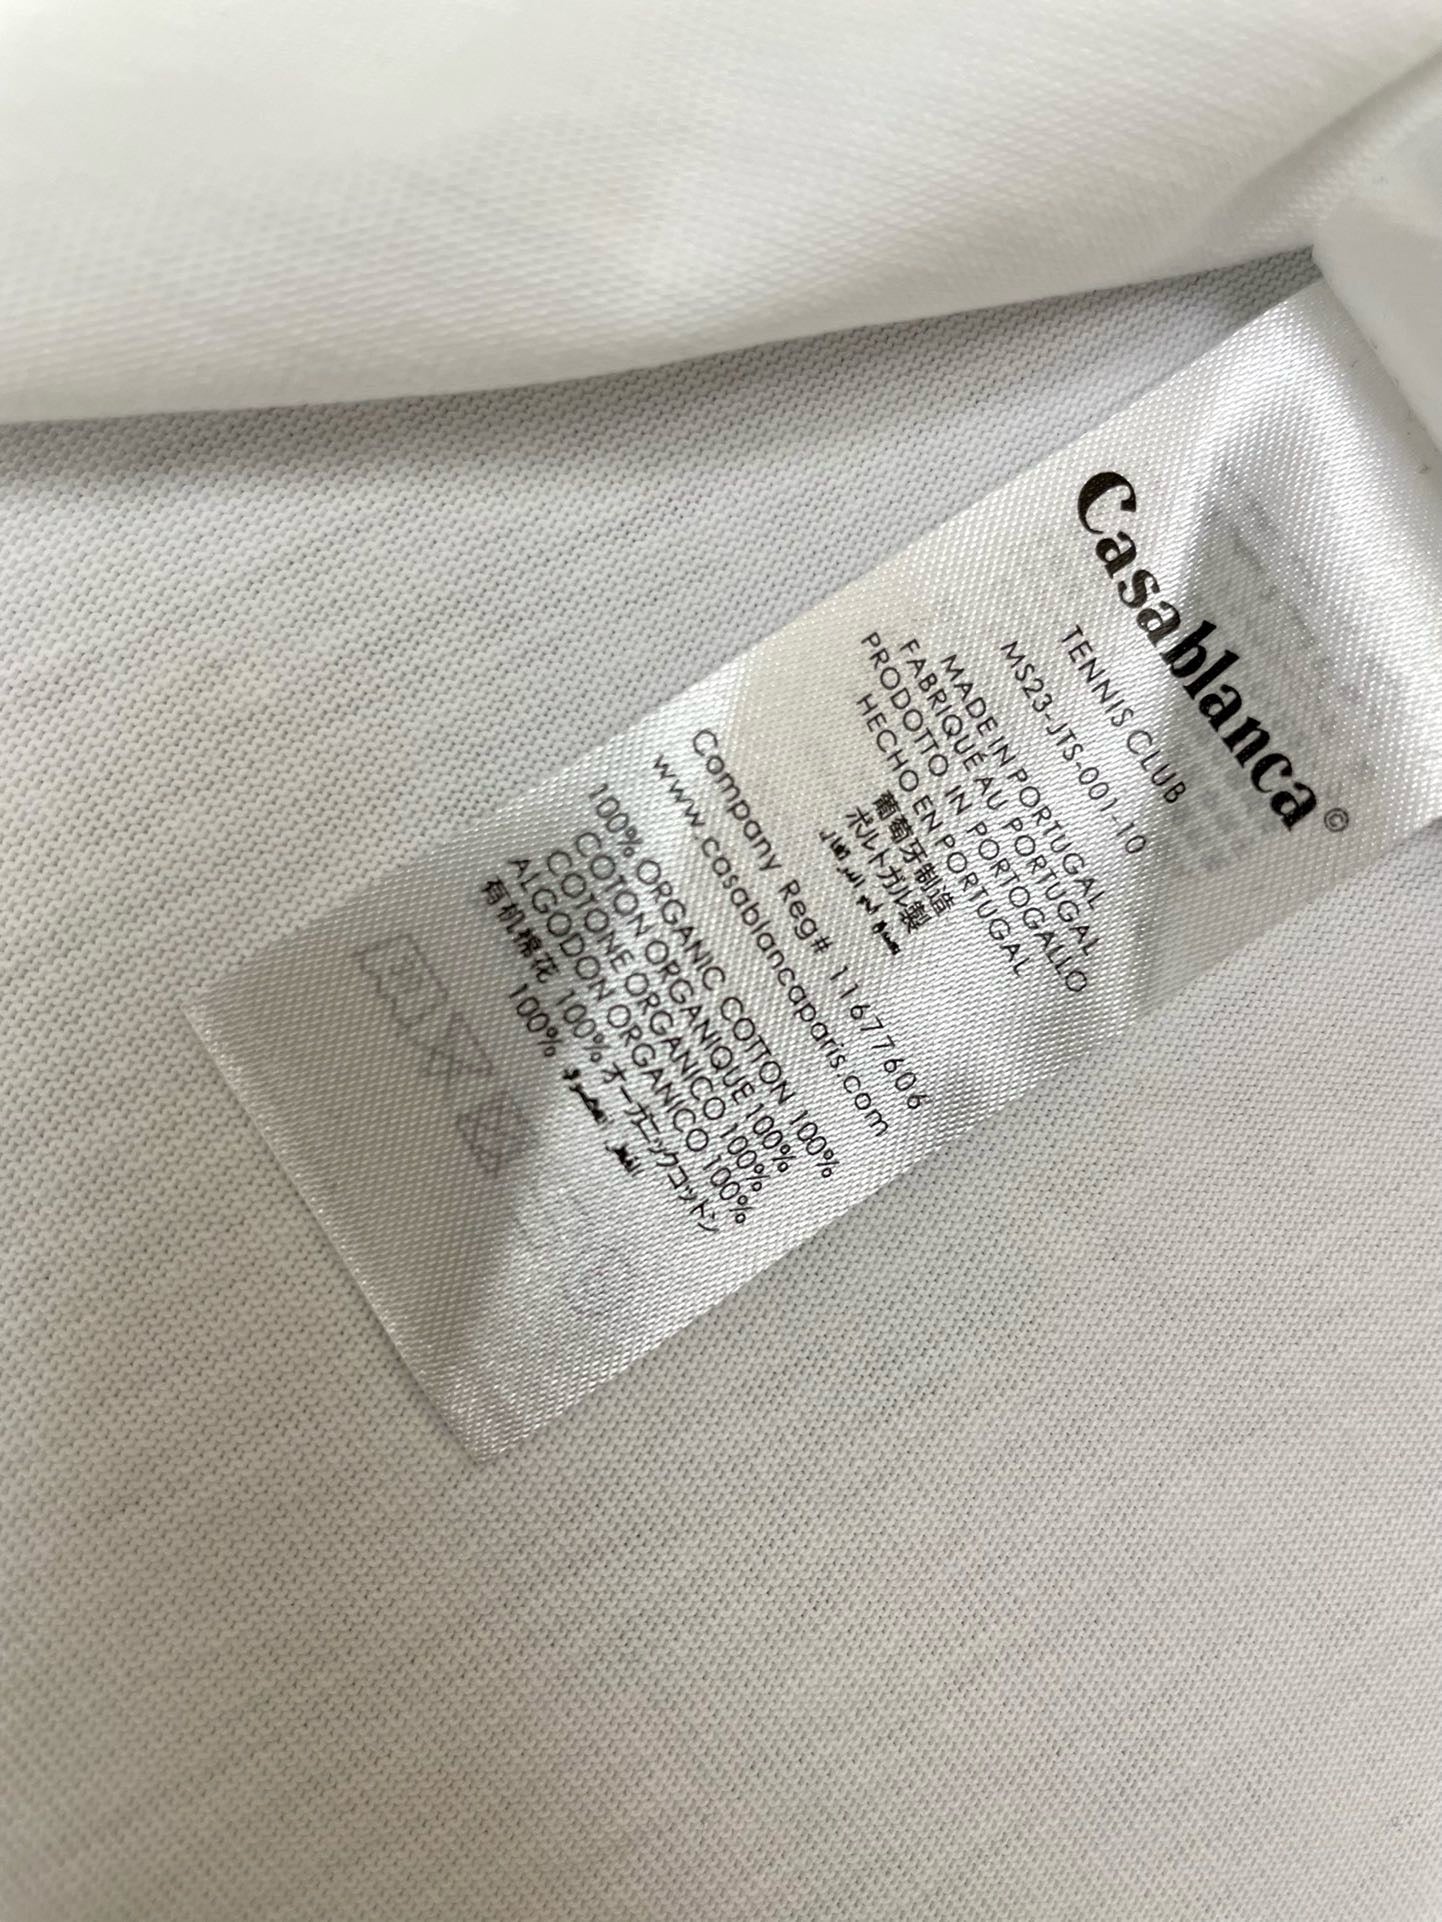 Casablanca©
TENNIS CLUB
MS23-JTS-001-10
MADE IN PORTUGAL
FABRIQUÉ AU PORTUGAL
PRODOTTO IN PORTOGALLO
HECHO EN PORTUGAL
葡萄牙制造
ポルトガル製
Company Reg# 11677606
www.casablancaparis.com
100% ORGANIC COTTON 100%
COTON ORGANIQUE 100%
COTONE ORGANICO 100%
ALGODON ORGANICO 100%
有机棉花 100% オーガニックコットン
100%